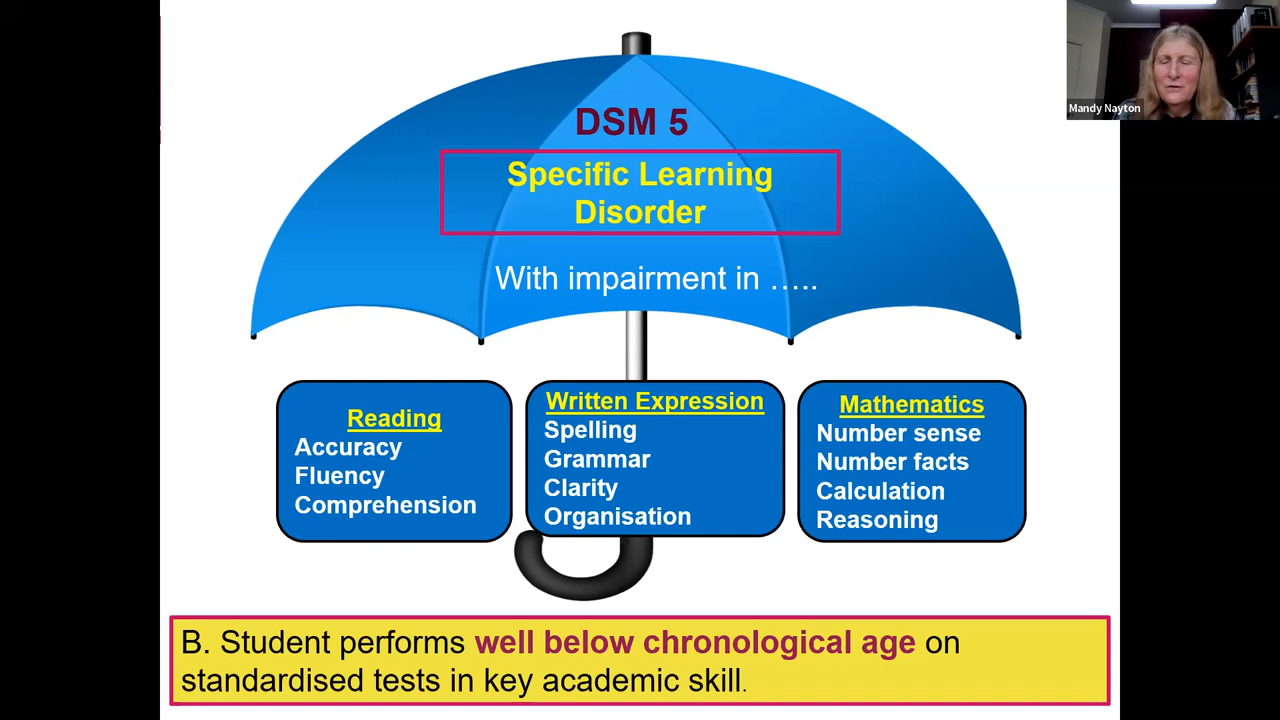 DSM 5
Specific Learning
Disorder
With impairment in …..
Mandy Nayton
Reading
Accuracy
Fluency
Comprehension
Written Expression
Spelling
Grammar
Clarity
Organisation
Mathematics
Number sense
Number facts
Calculation
Reasoning
B. Student performs well below chronological age on
standardised tests in key academic skill.